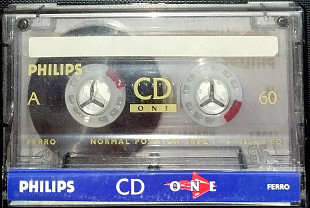 PHILIPS
CD
A
ONE
60
FERRO
NORMAL POSITION
PHILIPS CD ONE FERRO